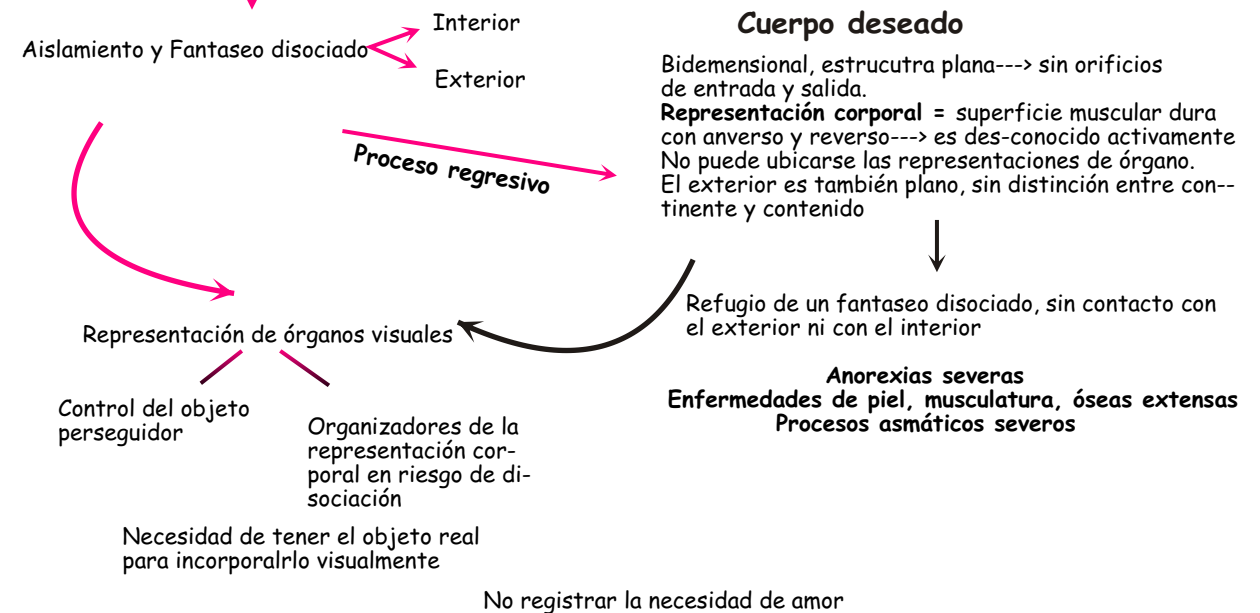 Aislamiento y Fantaseo disociado
Interior
Exterior
Proceso regresivo
Cuerpo deseado
Bidemensional, estrucutra plana---> sin orificios
de entrada y salida.
Representación corporal = superficie muscular dura
con anverso y reverso---> es des-conocido activamente
No puede ubicarse las representaciones de órgano.
El exterior es también plano, sin distinción entre con--
tinente y contenido
Refugio de un fantaseo disociado, sin contacto con
el exterior ni con el interior
Anorexias severas
Enfermedades de piel, musculatura, óseas extensas
Procesos asmáticos severos
Representación de órganos visuales
Control del objeto
perseguidor
Organizadores de la
representación cor-
poral en riesgo de di-
sociación
Necesidad de tener el objeto real
para incorporalrlo visualmente
No registrar la necesidad de amor